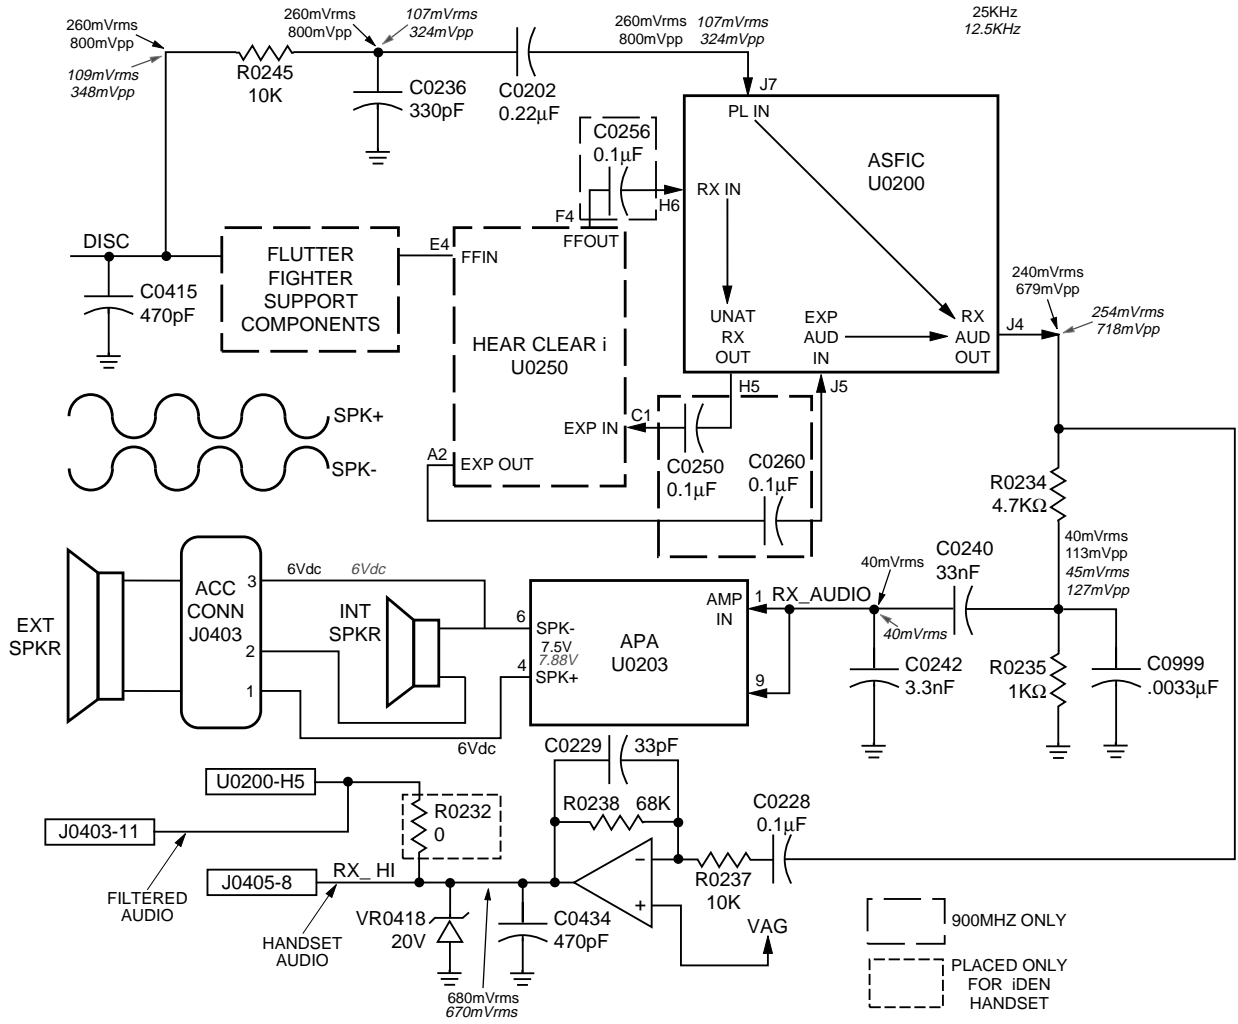 260mVrms
800mVpp
109mVrms
348mVpp
R0245
10K
260mVrms
800mVpp
107mVrms
324mVpp
C0236
330pF
C0202
0.22µF
260mVrms
800mVpp
107mVrms
324mVpp
25KHz
12.5KHz
J7
PL IN
ASFIC
U0200
C0256
0.1µF
RX IN
H6
F4
FFOUT
DISC
C0415
470pF
FLUTTER
FIGHTER
SUPPORT
COMPONENTS
E4
FFIN
HEAR CLEAR i
U0250
UNAT
RX
OUT
EXP
AUD
IN
RX
AUD
OUT
J4
240mVrms
679mVpp
254mVrms
718mVpp
H5
J5
EXP IN
C1
C0250
0.1µF
C0260
0.1µF
A2
EXP OUT
SPK+
SPK-
R0234
4.7KΩ
40mVrms
113mVpp
45mVrms
127mVpp
C0240
33nF
40mVrms
40mVrms
RX_AUDIO
EXT
SPKR
ACC
CONN
J0403
3
2
1
6Vdc
6Vdc
INT
SPKR
6
SPK-
7.5V
7.88V
4
SPK+
6Vdc
APA
U0203
AMP
IN
1
9
C0242
3.3nF
R0235
1KΩ
C0999
.0033µF
C0229
33pF
R0238
68K
C0228
0.1µF
R0237
10K
VAG
U0200-H5
J0403-11
R0232
0
J0405-8
RX_ HI
FILTERED
AUDIO
HANDSET
AUDIO
VR0418
20V
C0434
470pF
680mVrms
670mVrms
−
+
900MHZ ONLY
PLACED ONLY
FOR iDEN
HANDSET